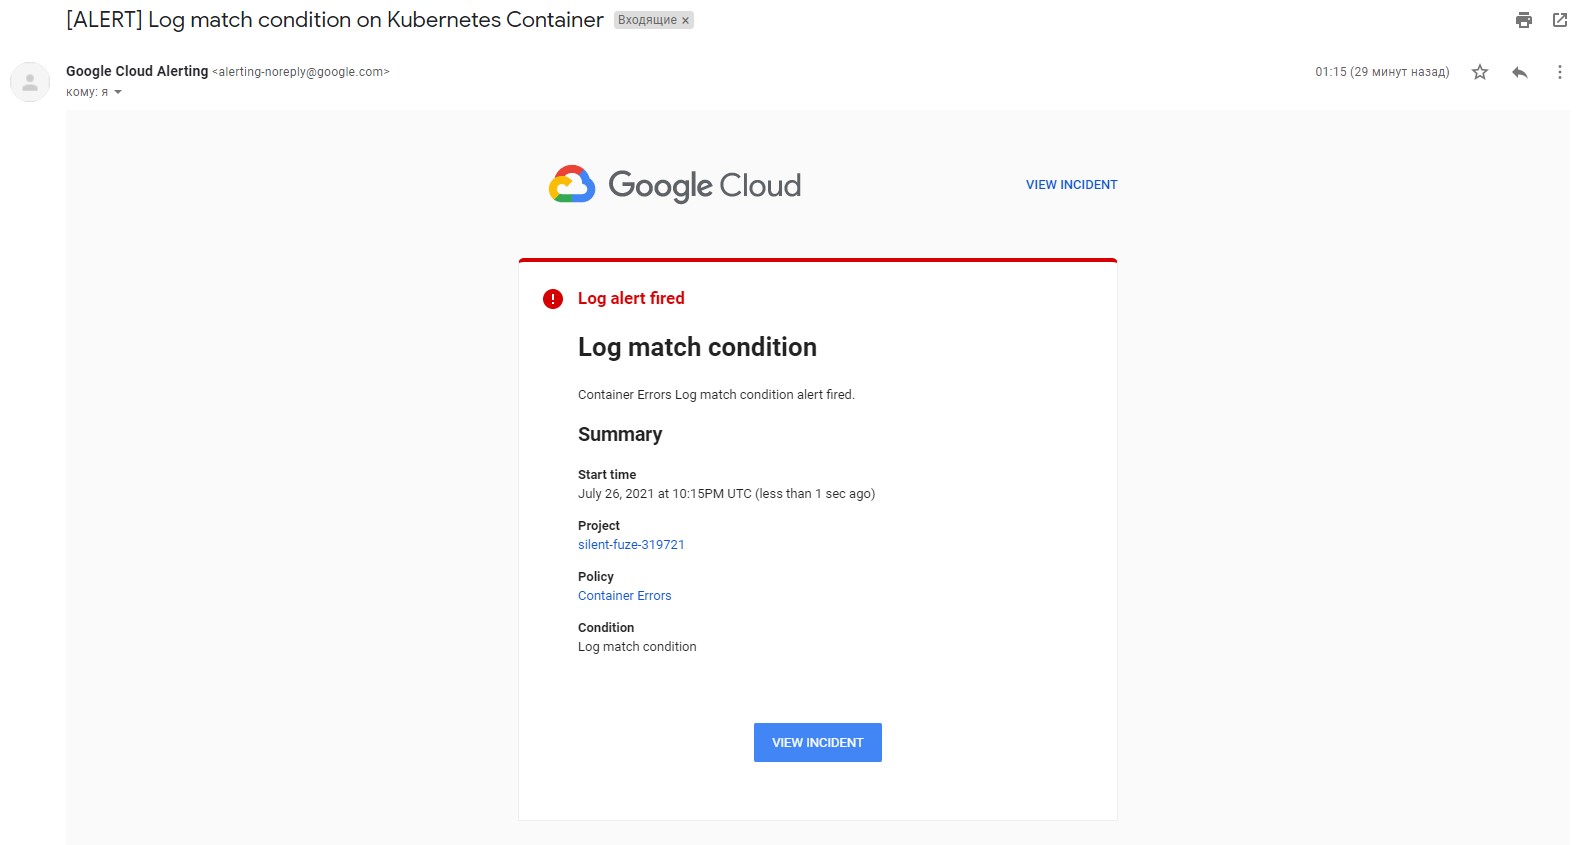 [ALERT] Log match condition on Kubernetes Container Входящие ×
Google Cloud Alerting <alerting-noreply@google.com> 01:15 (29 минут назад)
кому: я
Google Cloud VIEW INCIDENT
Log alert fired
Log match condition
Container Errors Log match condition alert fired.
Summary
Start time
July 26, 2021 at 10:15PM UTC (less than 1 sec ago)
Project
silent-fuze-319721
Policy
Container Errors
Condition
Log match condition
VIEW INCIDENT